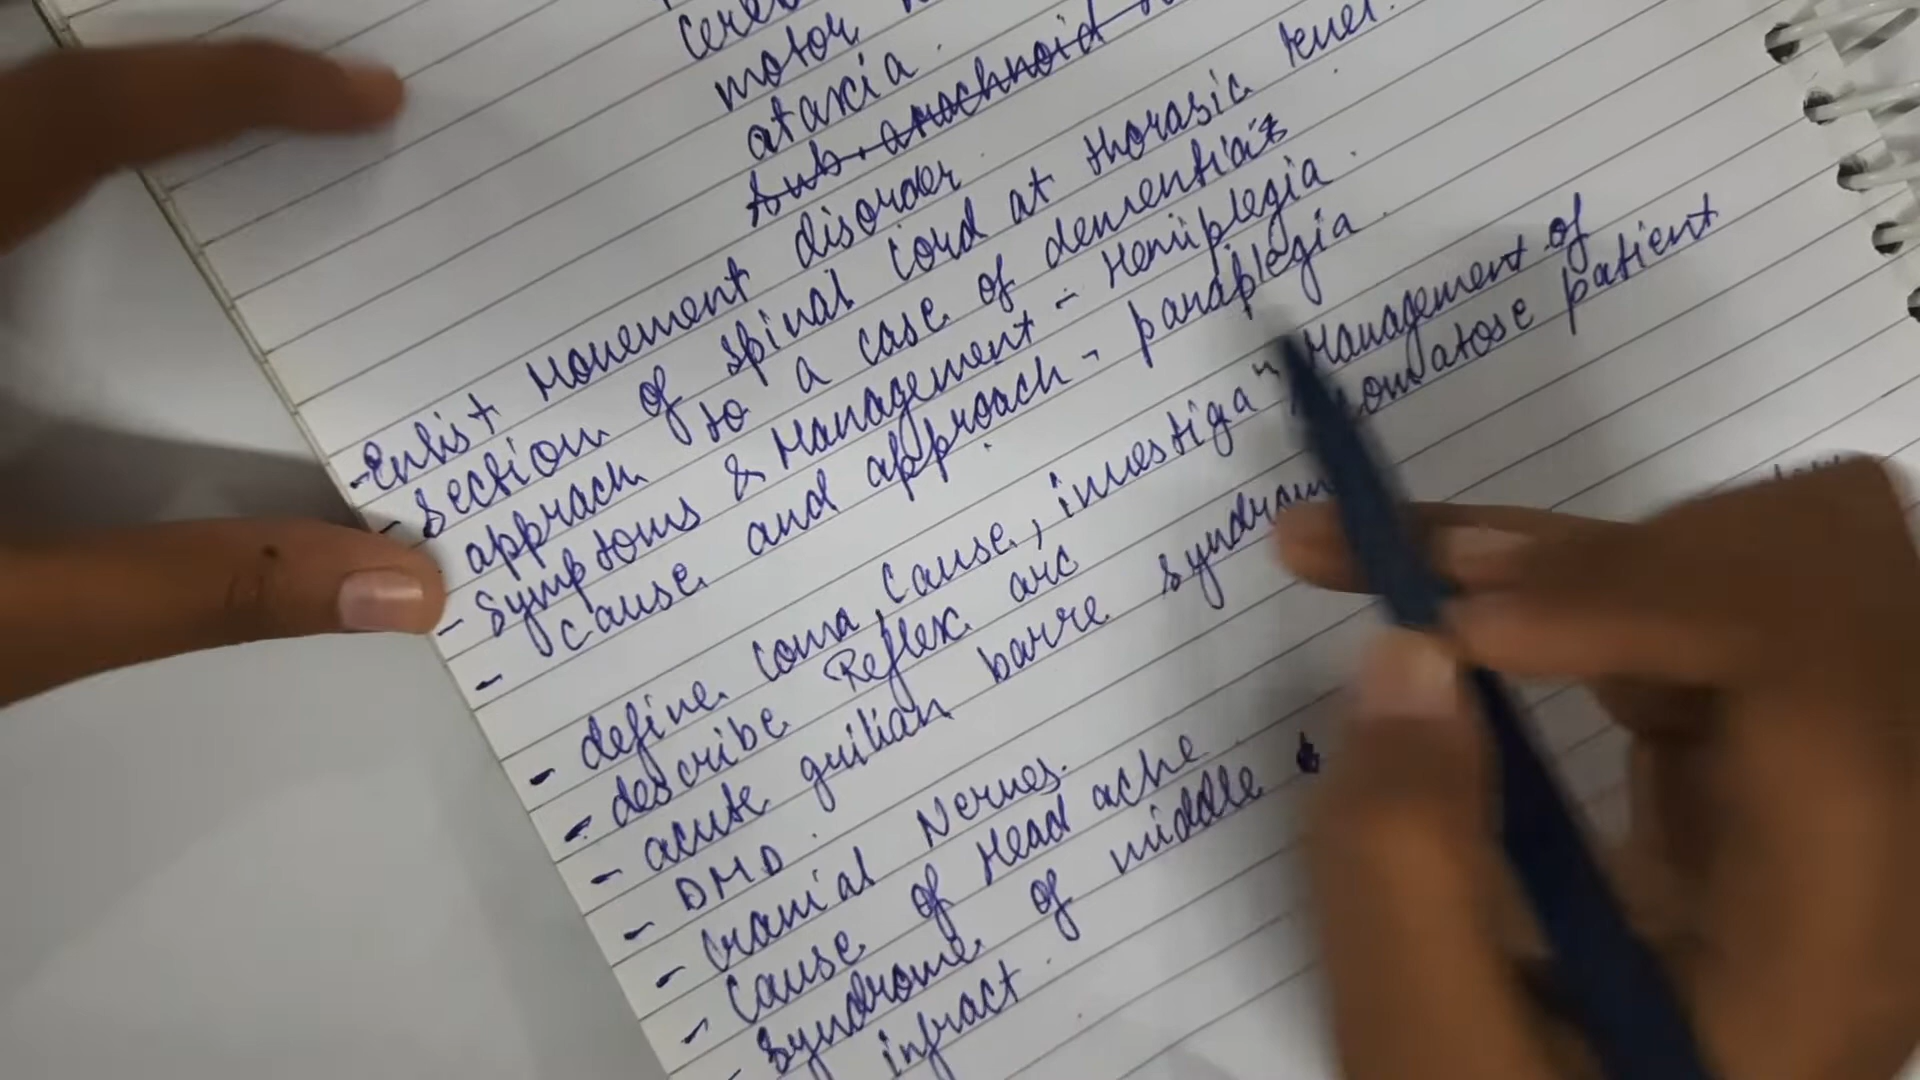 motor
ataxia.
sub. arachnoid
- Enlist Movement disorder.
- section of spinal cord at thorasic level.
apprach to a case of dementia
- Symptoms & Management - Hemiplegia.
- cause and approach - paraplegia.
- define coma, cause, investigaⁿ Management of comatose patient
- describe Reflex arc
- acute guilian barre syndrome
- DMD.
- cranial Nerves.
- cause of Head ache.
- syndrome of middle
infract.